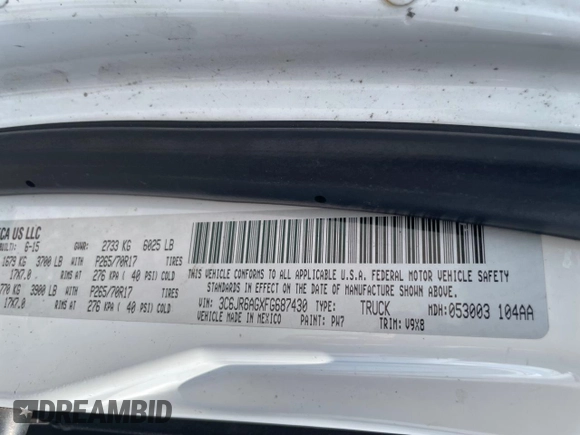 CA US LLC
6-15 GVWR: 2733 KG 6025 LB
1679 KG 3700 LB WITH P265/70R17
17X7.0 RIMS AT 276 KPA ( 40 PSI) COLD
770 KG 3900 LB WITH P265/70R17
17X7.0 RIMS AT 276 KPA ( 40 PSI) COLD
THIS VEHICLE CONFORMS TO ALL APPLICABLE U.S.A. FEDERAL MOTOR VEHICLE SAFETY
STANDARDS IN EFFECT ON THE DATE OF MANUFACTURE SHOWN ABOVE.
VIN: 3C6JR6AGXFG687430 TYPE: TRUCK MDH: 053003 104AA
VEHICLE MADE IN MEXICO PAINT: PW7 TRIM: V9X8
DREAMBID